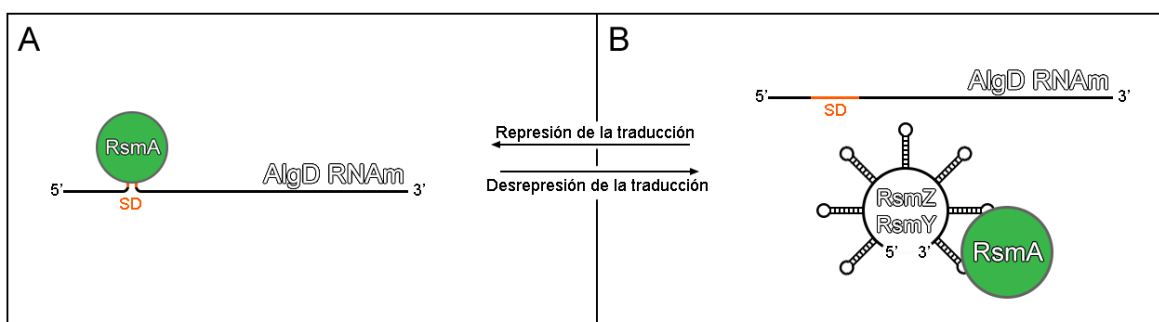 A
RsmA
AlgD RNAm
5’
3’
SD
Represión de la traducción
Desrepresión de la traducción
B
AlgD RNAm
5’
3’
SD
RsmZ
RsmY
5’ 3’
RsmA